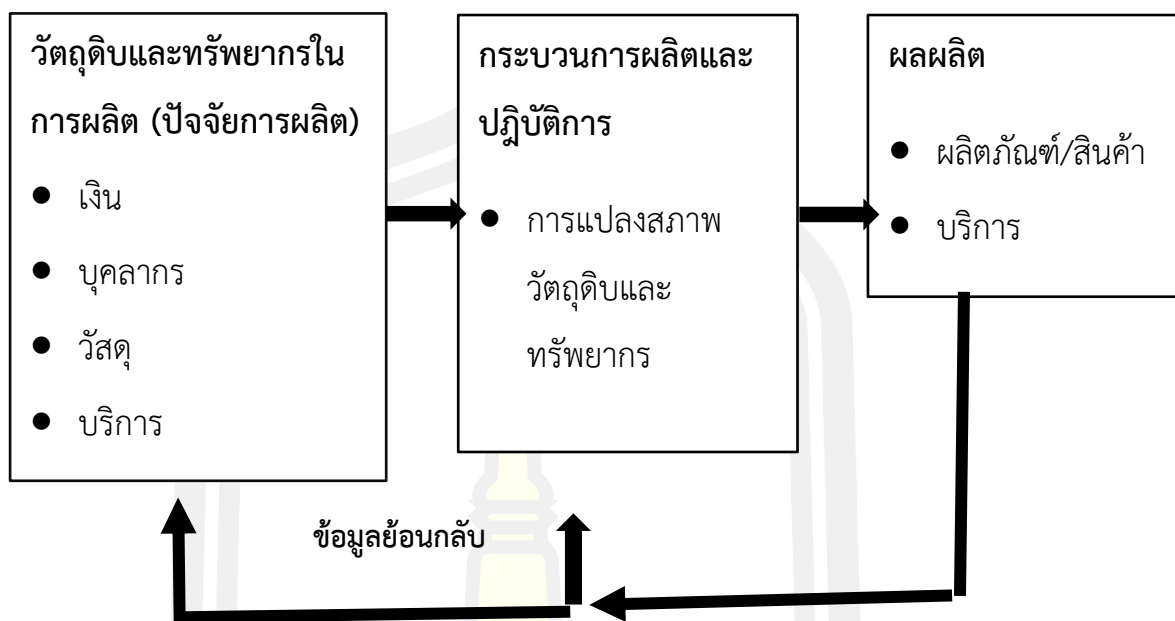 วัตถุดิบและทรัพยากรใน
การผลิต (ปัจจัยการผลิต)
● เงิน
● บุคลากร
● วัสดุ
● บริการ
กระบวนการผลิตและ
ปฎิบัติการ
● การแปลงสภาพ
วัตถุดิบและ
ทรัพยากร
ผลผลิต
● ผลิตภัณฑ์/สินค้า
● บริการ
ข้อมูลย้อนกลับ